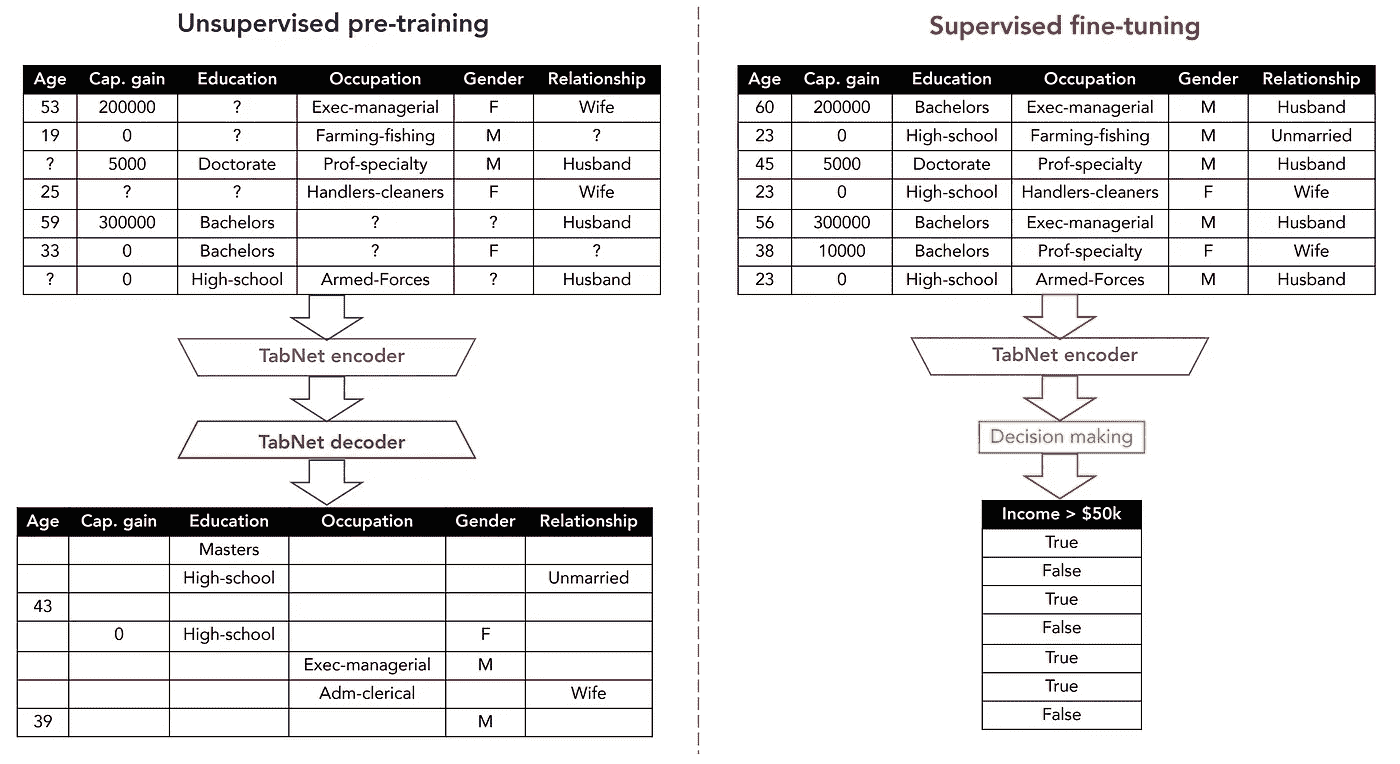 Unsupervised pre-training
Age Cap. gain Education Occupation Gender Relationship
53 200000 ? Exec-managerial F Wife
19 0 ? Farming-fishing M ?
? 5000 Doctorate Prof-specialty M Husband
25 ? ? Handlers-cleaners F Wife
59 300000 Bachelors ? ? Husband
33 0 Bachelors ? F ?
? 0 High-school Armed-Forces ? Husband
TabNet encoder
TabNet decoder
Age Cap. gain Education Occupation Gender Relationship
Masters
High-school Unmarried
43
0 High-school F
Exec-managerial M
Adm-clerical Wife
39 M
Supervised fine-tuning
Age Cap. gain Education Occupation Gender Relationship
60 200000 Bachelors Exec-managerial M Husband
23 0 High-school Farming-fishing M Unmarried
45 5000 Doctorate Prof-specialty M Husband
23 0 High-school Handlers-cleaners F Wife
56 300000 Bachelors Exec-managerial M Husband
38 10000 Bachelors Prof-specialty F Wife
23 0 High-school Armed-Forces M Husband
TabNet encoder
Decision making
Income > $50k
True
False
True
False
True
True
False